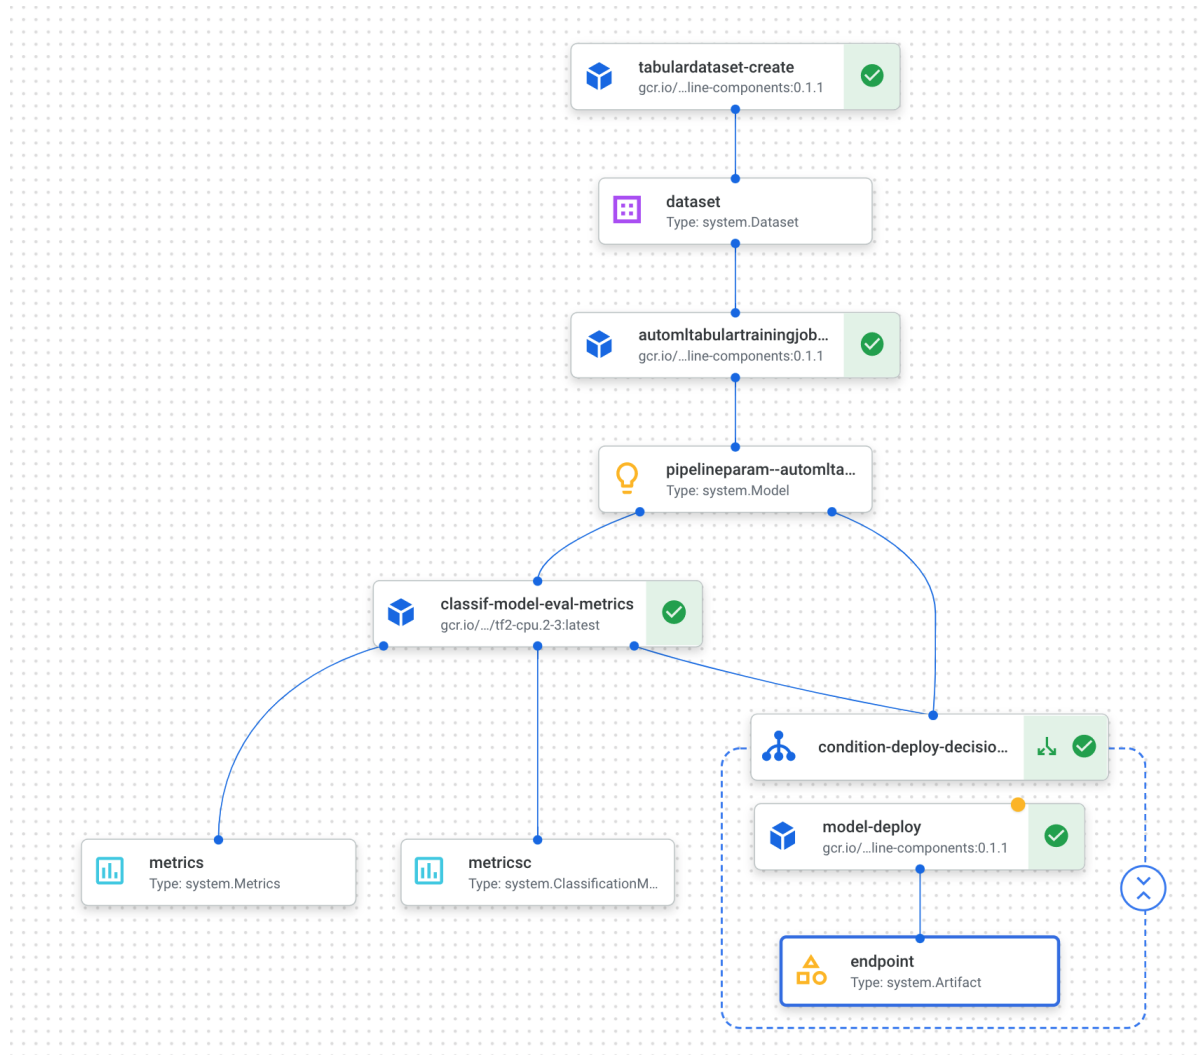 tabulardataset-create
gcr.io/...line-components:0.1.1
dataset
Type: system.Dataset
automltabulartrainingjob...
gcr.io/...line-components:0.1.1
pipelineparam--automlta...
Type: system.Model
classif-model-eval-metrics
gcr.io/.../tf2-cpu.2-3:latest
condition-deploy-decisio...
model-deploy
gcr.io/...line-components:0.1.1
metrics
Type: system.Metrics
metricsc
Type: system.ClassificationM...
endpoint
Type: system.Artifact